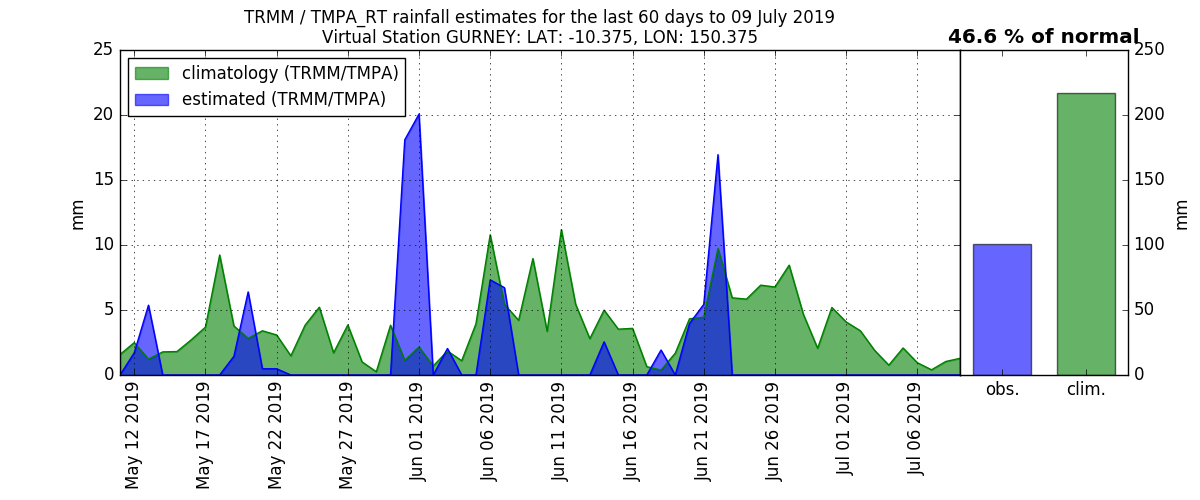 TRMM / TMPA_RT rainfall estimates for the last 60 days to 09 July 2019
Virtual Station GURNEY: LAT: -10.375, LON: 150.375
46.6 % of normal
climatology (TRMM/TMPA)
estimated (TRMM/TMPA)
25
20
15
10
5
0
mm
May 12 2019
May 17 2019
May 22 2019
May 27 2019
Jun 01 2019
Jun 06 2019
Jun 11 2019
Jun 16 2019
Jun 21 2019
Jun 26 2019
Jul 01 2019
Jul 06 2019
250
200
150
100
50
0
mm
obs.
clim.